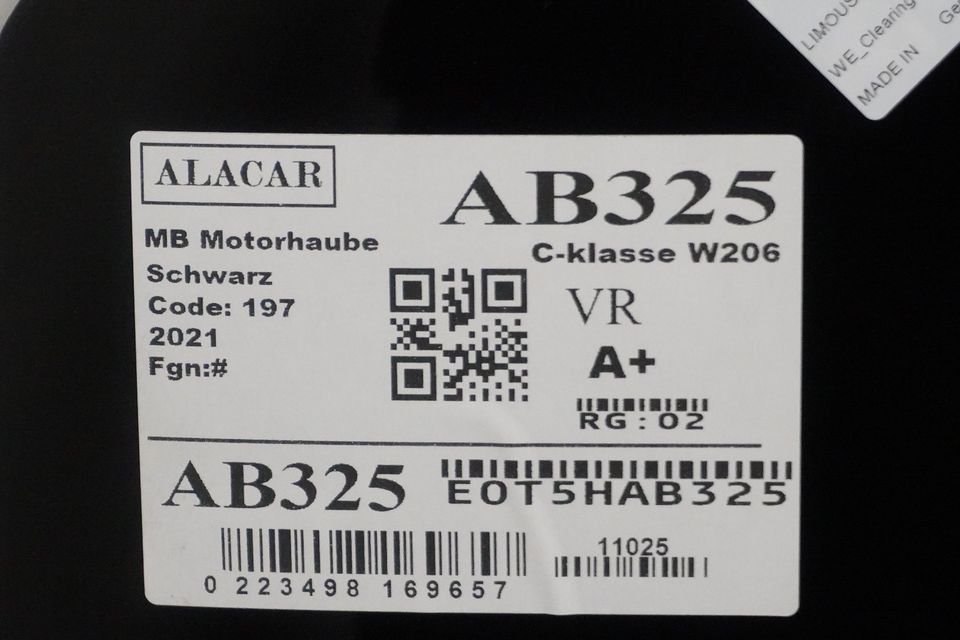 LIMOUS
WE_Clearing
MADE IN
Ge
ALACAR
AB325
MB Motorhaube
C-klasse W206
Schwarz
Code: 197
VR
2021
A+
Fgn:#
RG:02
AB325
E0T5HAB325
11025
0 223498 169657